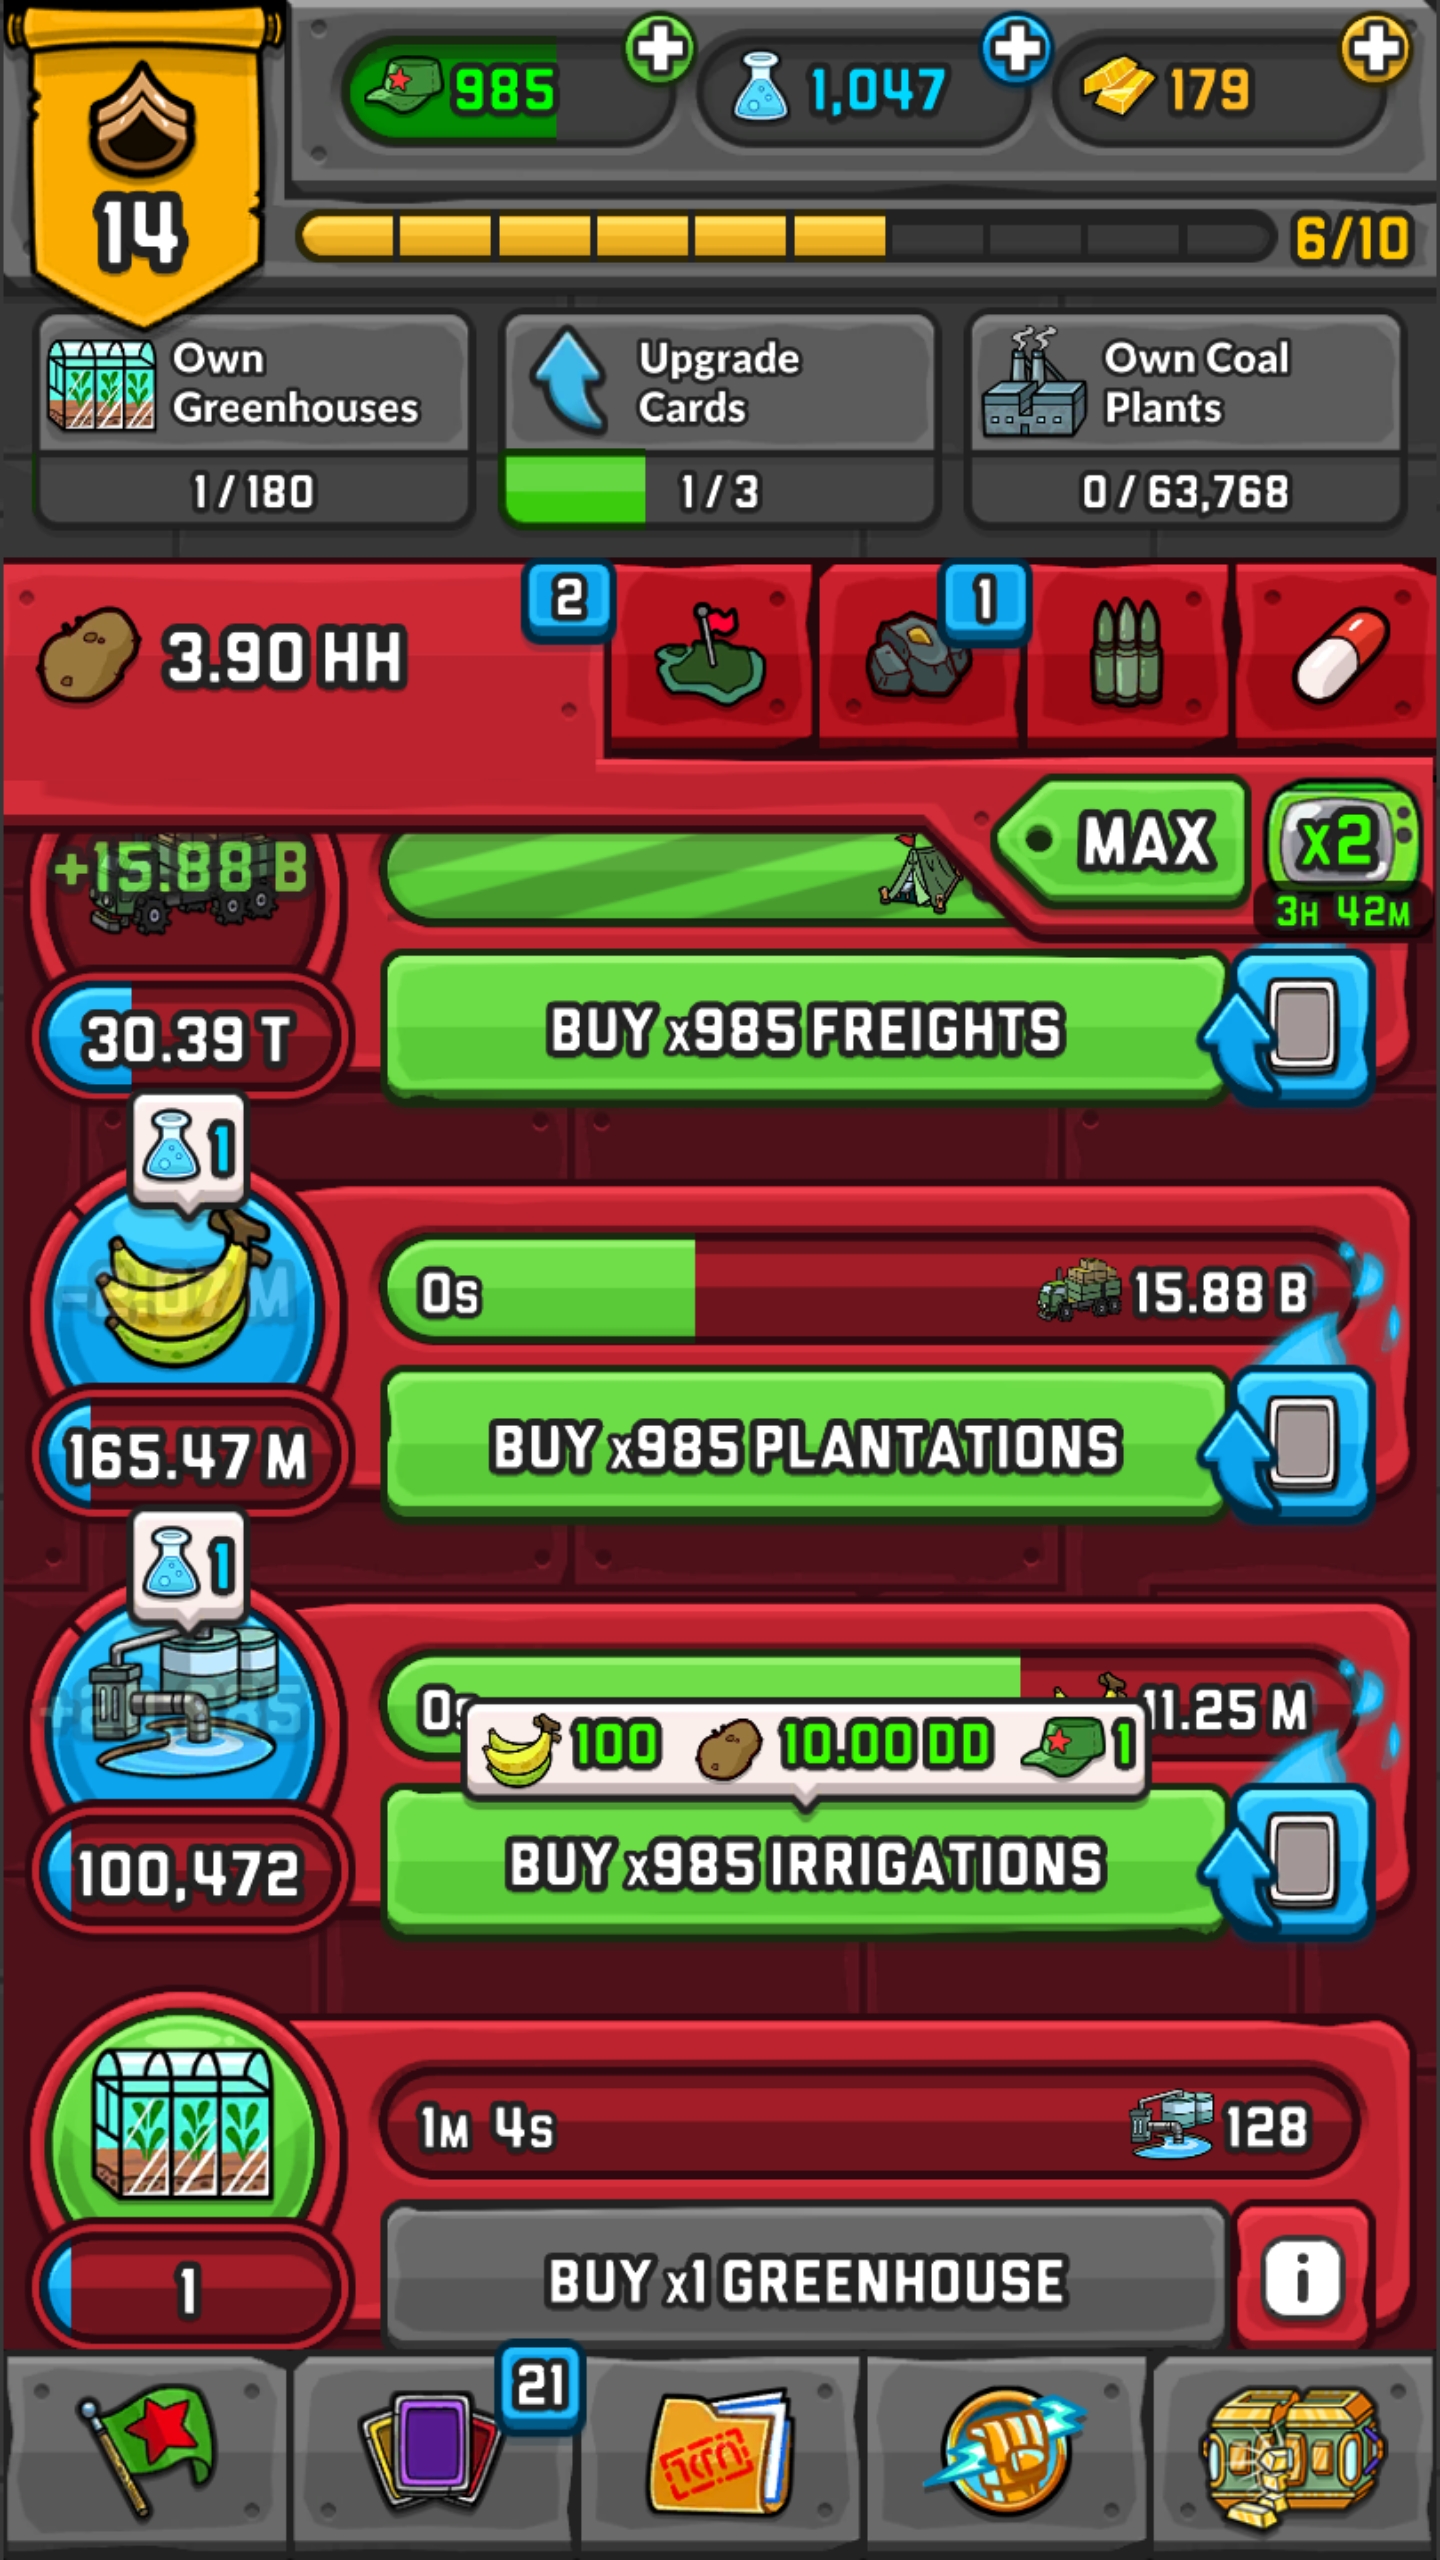 985
1,047
179
14
6/10
Own
Greenhouses
1/180
Upgrade
Cards
1/3
Own Coal
Plants
0/63,768
3.90 HH
2
1
MAX
x2
3H 42M
+15.88 B
30.39 T
BUY x985 FREIGHTS
1
0s
15.88 B
165.47 M
BUY x985 PLANTATIONS
1
11.25 M
100
10.00 DD
1
100,472
BUY x985 IRRIGATIONS
1M 4s
128
1
BUY x1 GREENHOUSE
i
21